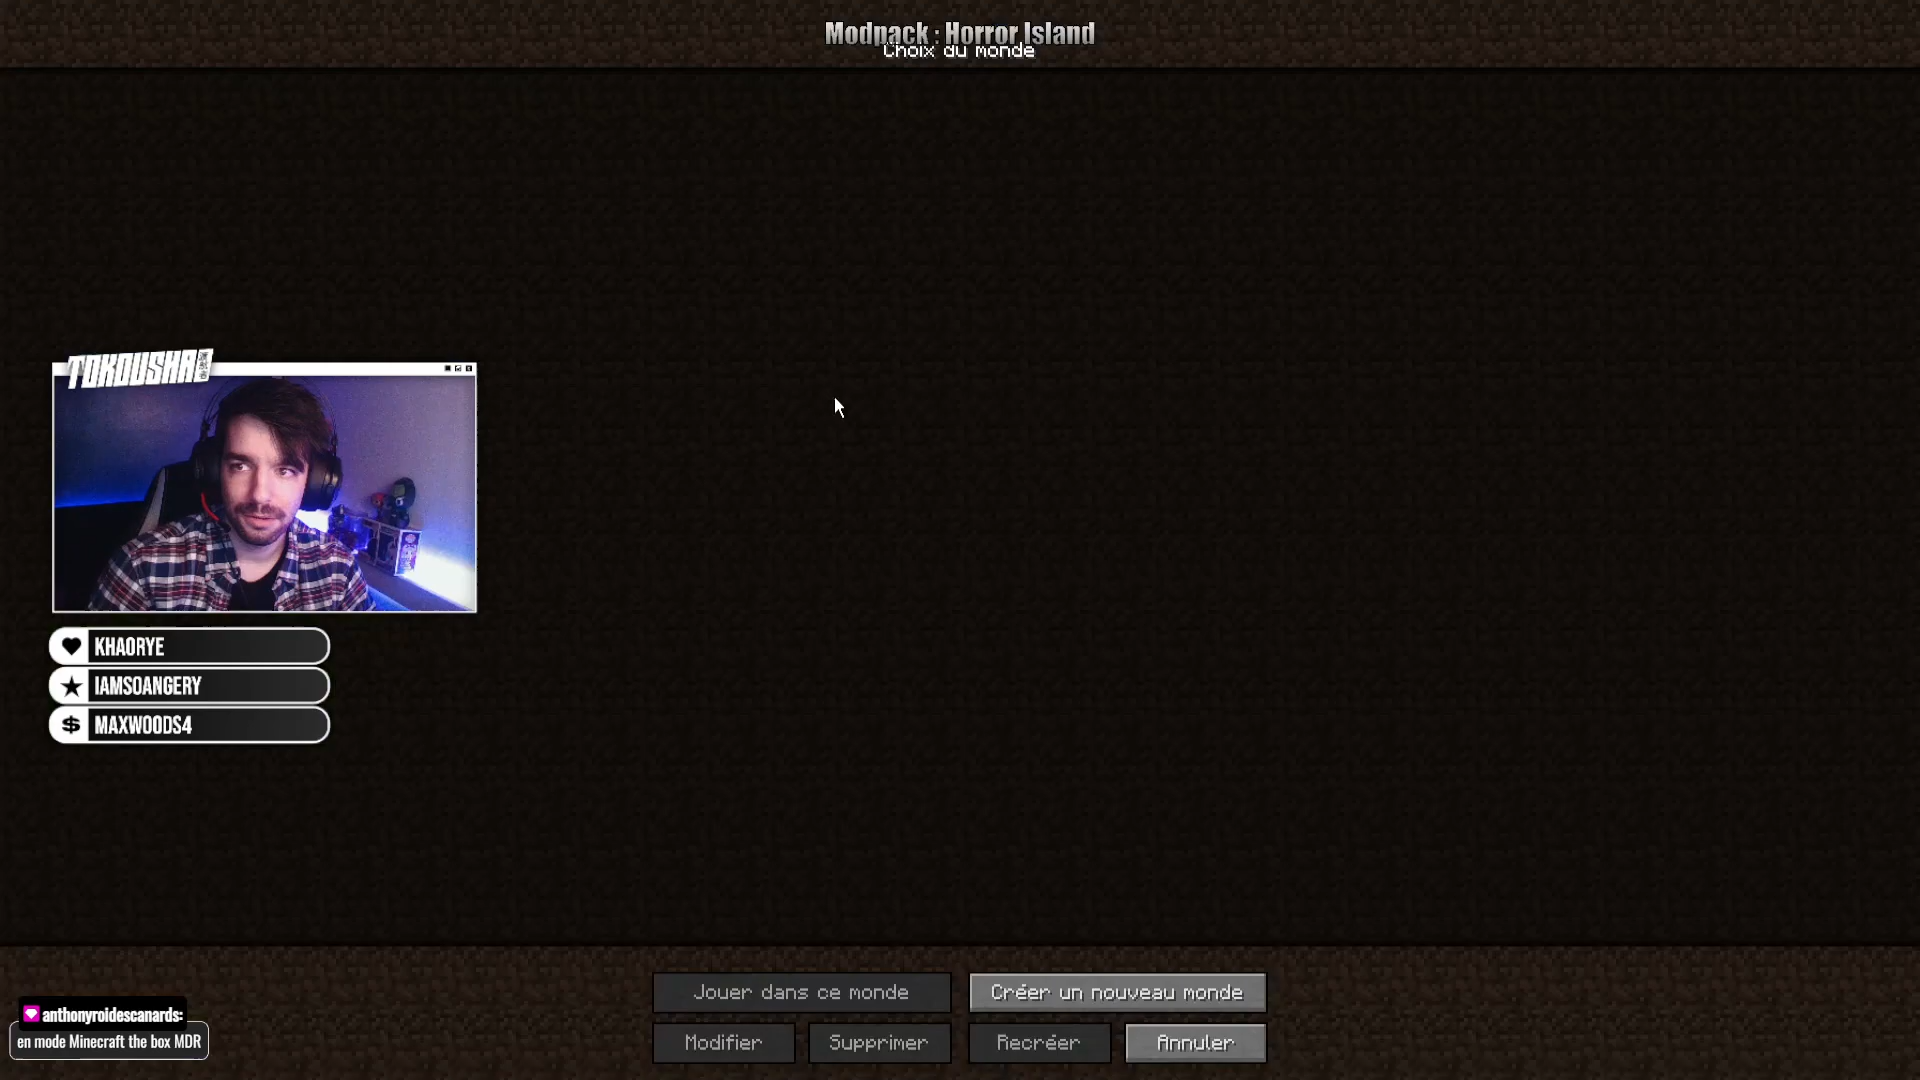 Modpack : Horror Island
Choix du monde
TOKOUSHA
KHAORYE
IAMSOANGERY
MAXWOODS4
Jouer dans ce monde
Créer un nouveau monde
Modifier
Supprimer
Recréer
Annuler
anthonyroidescanards:
en mode Minecraft the box MDR